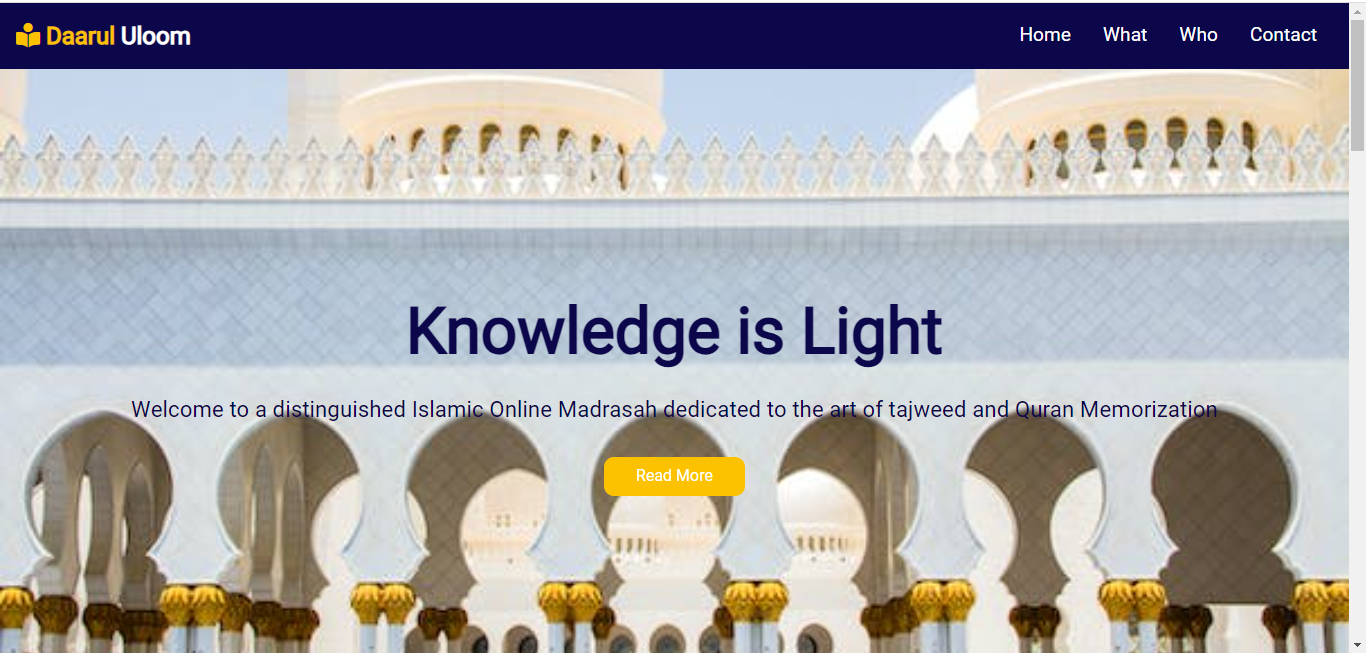 Daarul Uloom
Home What Who Contact
Knowledge is Light
Welcome to a distinguished Islamic Online Madrasah dedicated to the art of tajweed and Quran Memorization
Read More